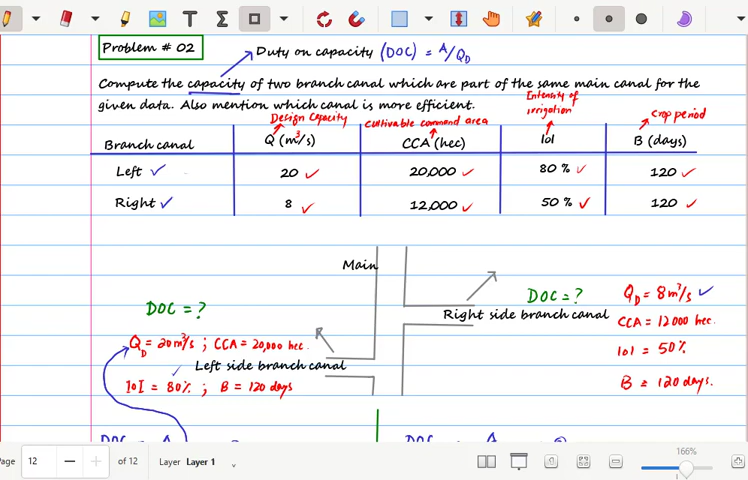 Problem # 02
Duty on capacity (DOC) = A/QD
Compute the capacity of two branch canal which are part of the same main canal for the
given data. Also mention which canal is more efficient.
Design Capacity
cultivable command area
Intensity of
irrigation
crop period
Branch canal Q (m³/s) CCA (hec) IoI B (days)
Left 20 20,000 80 % 120
Right 8 12,000 50 % 120
Main
DOC = ?
QD = 20 m³/s ; CCA = 20,000 hec.
Left side branch canal
IoI = 80% ; B = 120 days
DOC = ?
Right side branch canal
QD = 8 m³/s
CCA = 12000 hec.
IoI = 50%
B = 120 days.
DOC = A
DOC = A
Page 12 of 12 Layer Layer 1
166%